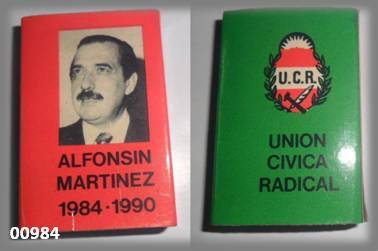 ALFONSIN
MARTINEZ
1984 · 1990
U.C.R.
UNION
CIVICA
RADICAL
00984